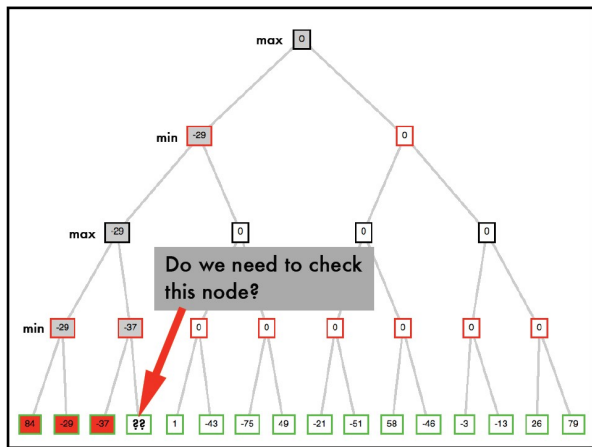 max 0
min -29 0
max -29 0 0 0
Do we need to check
this node?
min -29 -37 0 0 0 0 0 0
84 -29 -37 ?? 1 -43 -75 49 -21 -51 58 -46 -3 -13 26 79